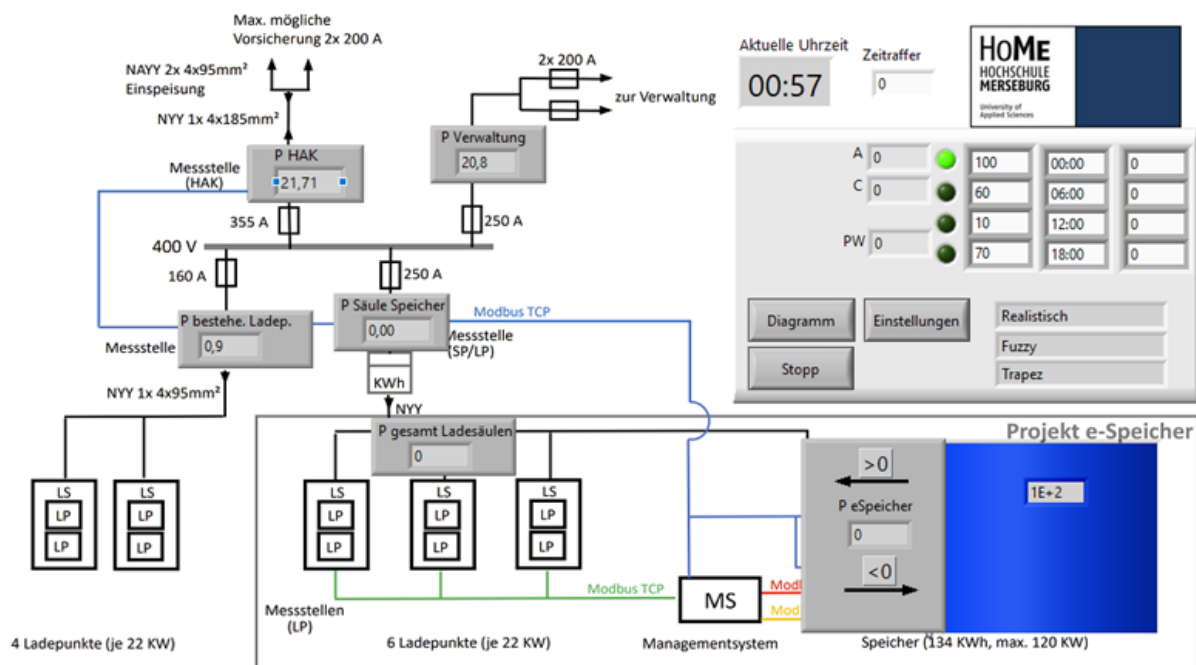 Max. mögliche
Vorsicherung 2x 200 A
NAYY 2x 4x95mm²
Einspeisung
NYY 1x 4x185mm²
2x 200 A
zur Verwaltung
Aktuelle Uhrzeit
00:57
Zeitraffer
0
HOME
HOCHSCHULE
MERSEBURG
University of
Applied Sciences
P HAK
21,71
Messstelle
(HAK)
P Verwaltung
20,8
355 A
250 A
400 V
160 A
250 A
A 0 100 00:00 0
C 0 60 06:00 0
10 12:00 0
PW 0
70 18:00 0
P bestehe. Ladep.
0,9
Messstelle
P Säule Speicher
0,00
Modbus TCP
Messstelle
(SP/LP)
KWh
NYY
NYY 1x 4x95mm²
Diagramm
Einstellungen
Stopp
Realistisch
Fuzzy
Trapez
Projekt e-Speicher
P gesamt Ladesäulen
0
LS
LP
LP
LS
LP
LP
LS
LP
LP
LS
LP
LP
LS
LP
LP
>0
P eSpeicher
0
<0
1E+2
Modbus TCP
MS
Mod
Mod
Messstellen
(LP)
4 Ladepunkte (je 22 KW)
6 Ladepunkte (je 22 KW)
Managementsystem
Speicher (134 KWh, max. 120 KW)